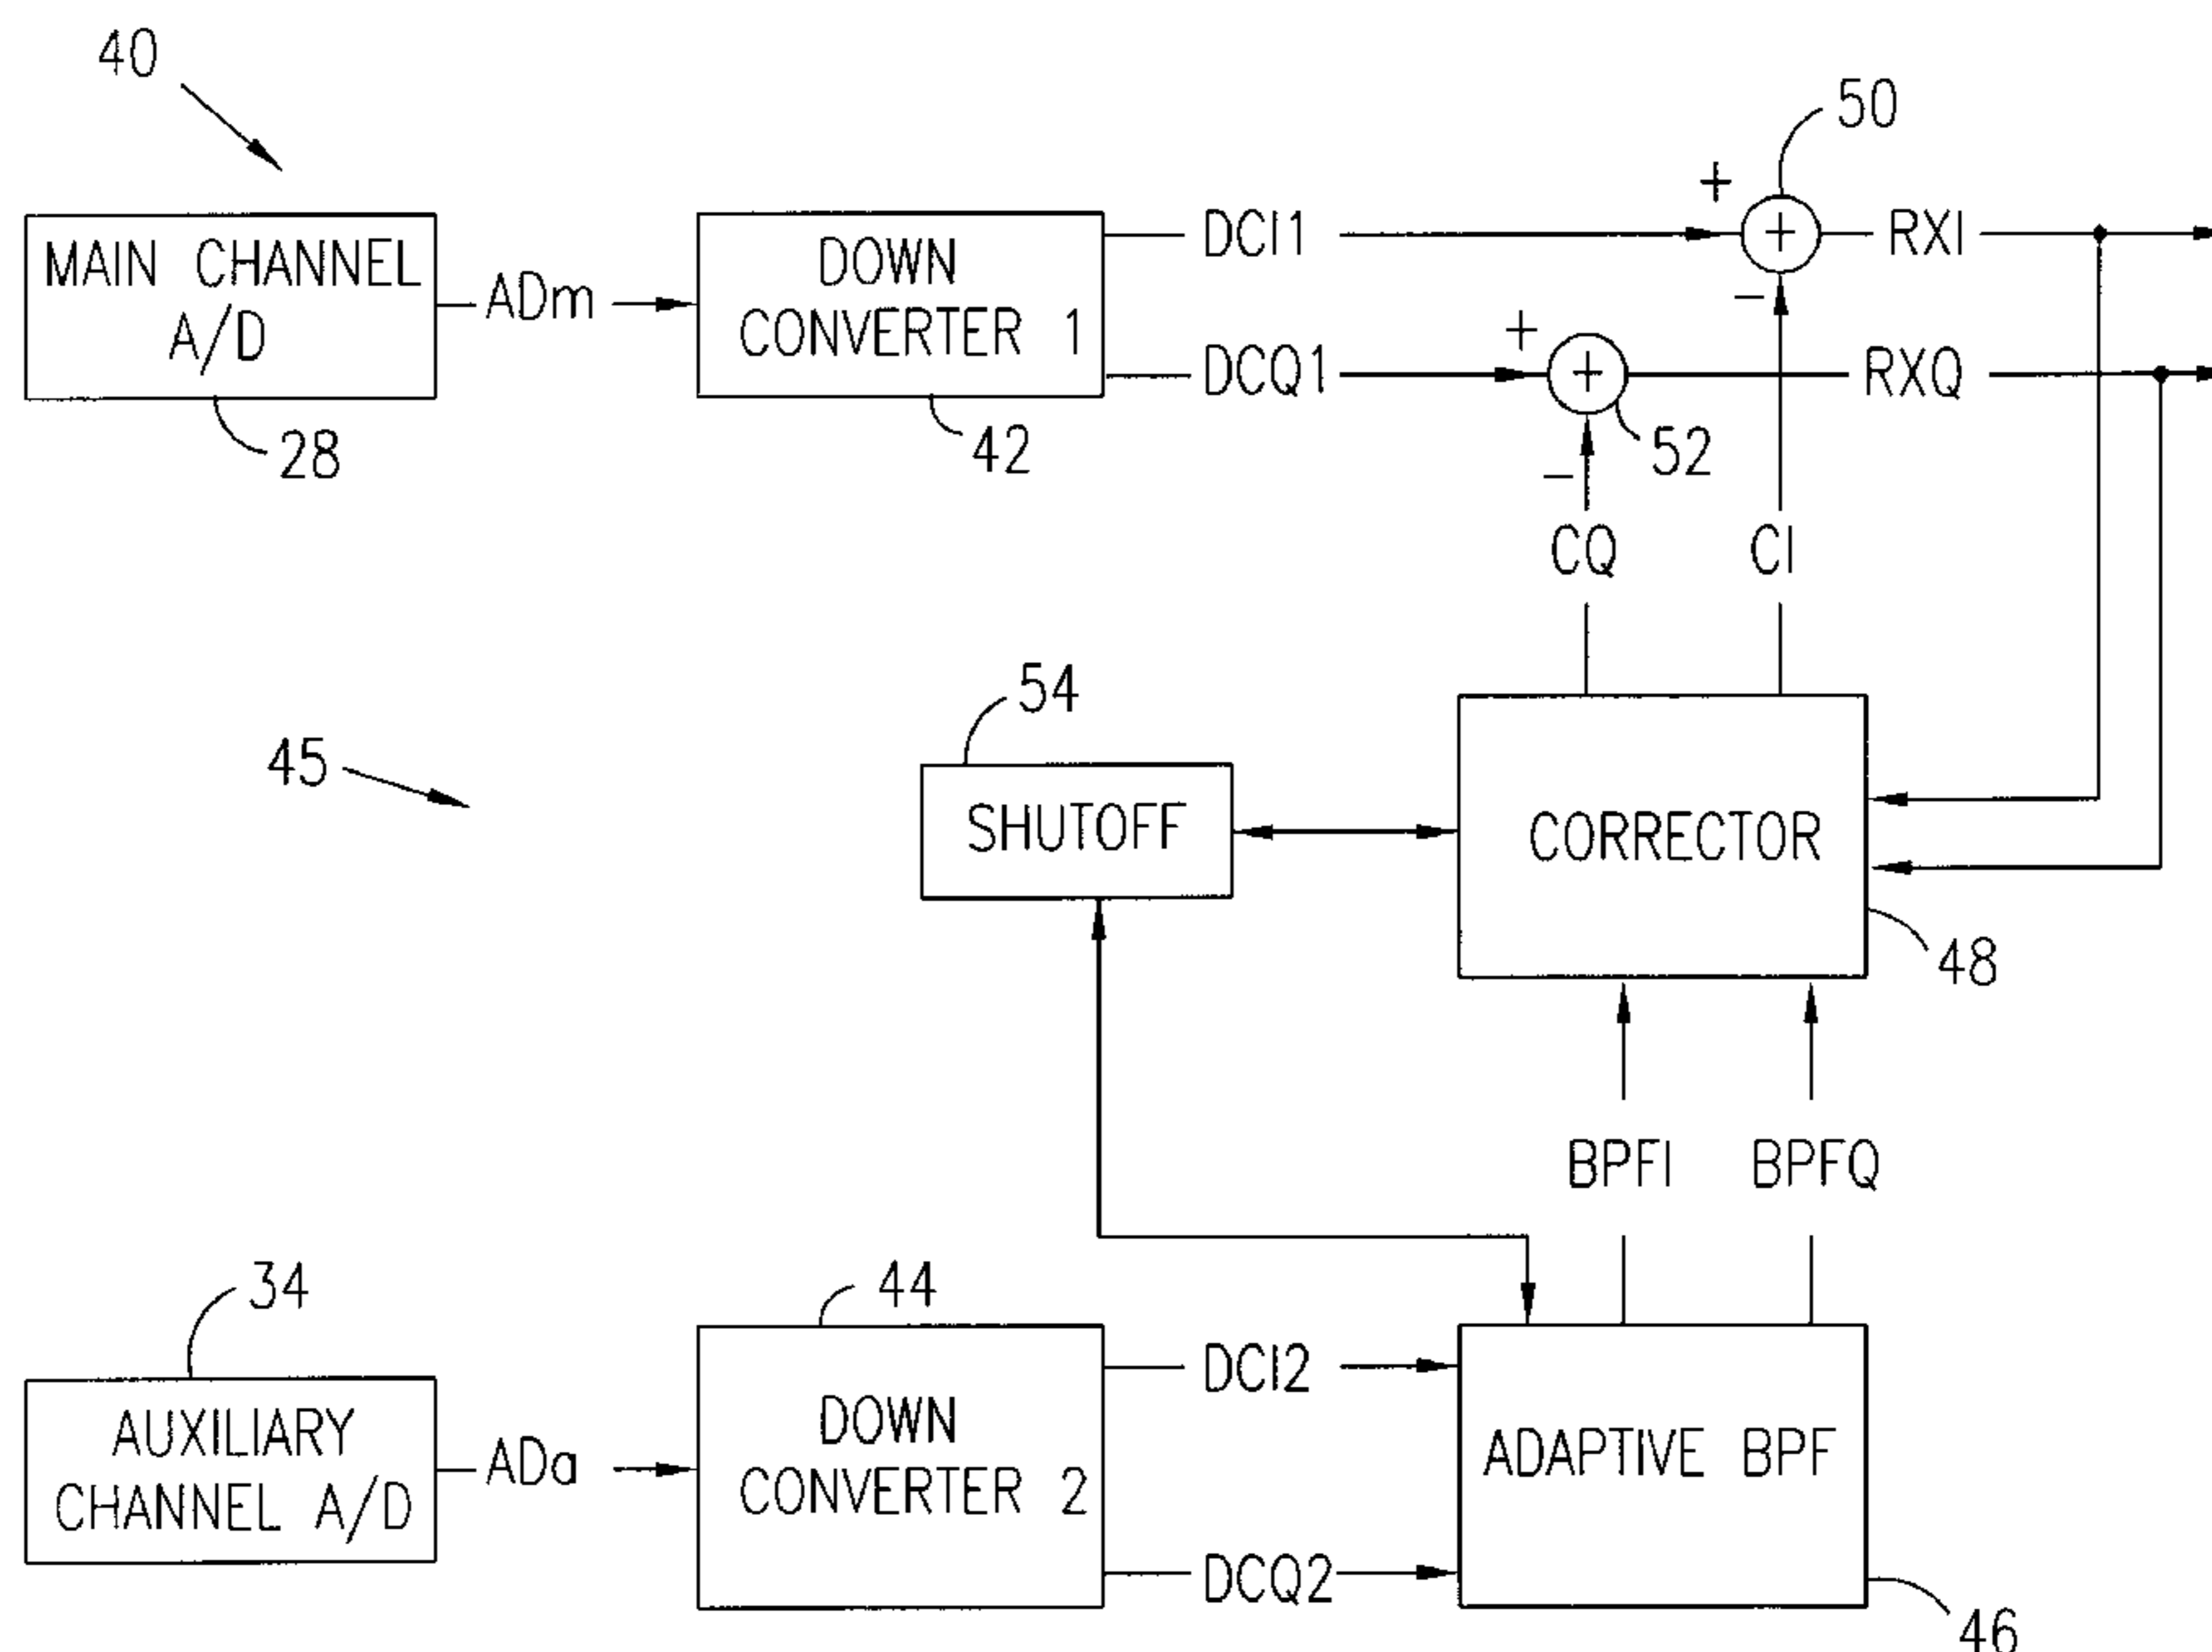 40
50
+
MAIN CHANNEL
A/D
ADm
DOWN
CONVERTER 1
DCI1
+
RXI
-
+
DCQ1
+
RXQ
28
42
52
-
CQ
CI
54
45
SHUTOFF
CORRECTOR
48
BPFI
BPFQ
34
44
AUXILIARY
CHANNEL A/D
ADa
DOWN
CONVERTER 2
DCI2
ADAPTIVE BPF
DCQ2
46